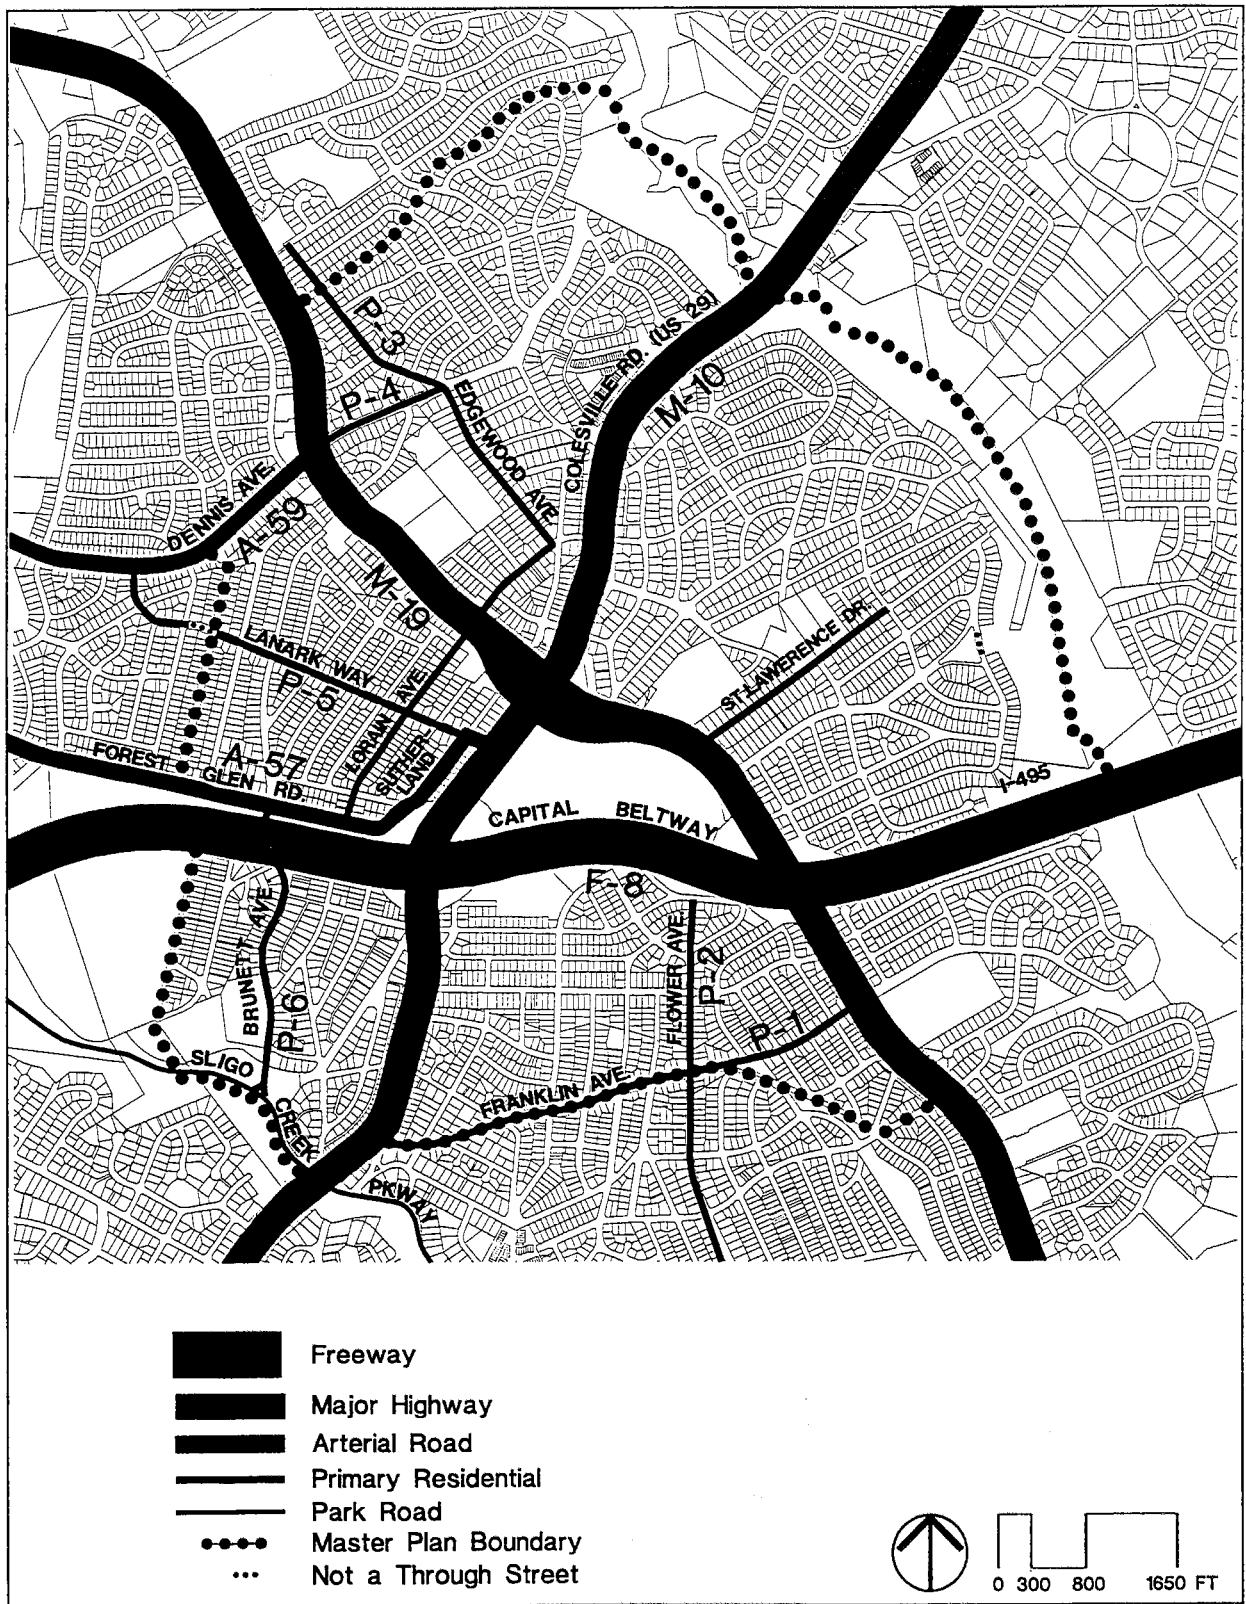 P-3
P-4
EDGEWOOD AVE.
COLESVILLE RD. (US 29)
M-10
DENNIS AVE.
A-59
M-19
LANARK WAY
P-5
LORAIN AVE.
SUTHER-
LAND
ST. LAWERENCE DR.
A-57
FOREST GLEN RD.
I-495
CAPITAL BELTWAY
F-8
BRUNETT AVE
P-6
FLOWER AVE.
P-2
P-1
FRANKLIN AVE.
SLIGO
CREEK
PKWAY
Freeway
Major Highway
Arterial Road
Primary Residential
Park Road
Master Plan Boundary
Not a Through Street
0 300 800 1650 FT